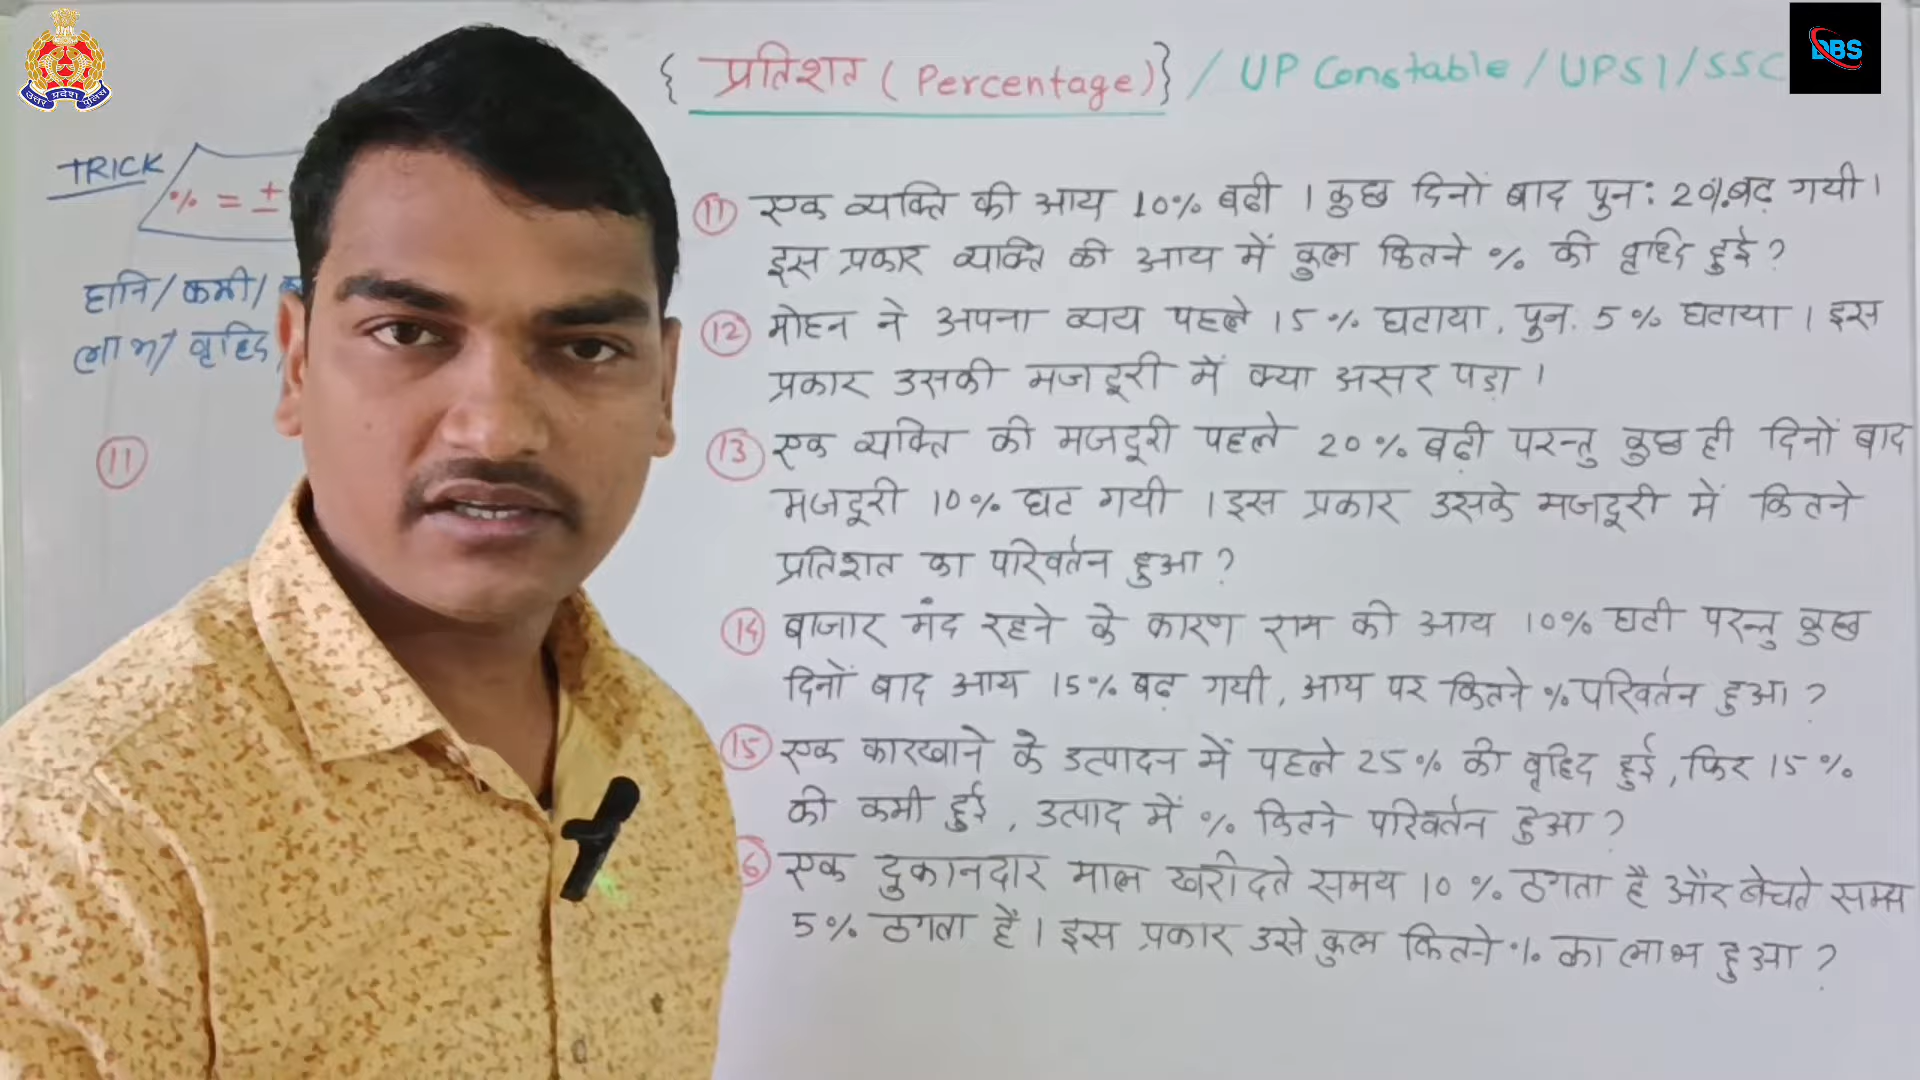 उत्तर प्रदेश पुलिस
{ प्रतिशत ( Percentage ) } / UP Constable / UPSI / SSC
DBS
TRICK
% = ±
हानि / कमी /
लाभ / वृद्धि /
11
11 एक व्यक्ति की आय 10% बढी । कुछ दिनों बाद पुन: 20% बढ़ गयी ।
इस प्रकार व्यक्ति की आय में कुल कितने % की वृद्धि हुई ?
12 मोहन ने अपना व्यय पहले 15% घटाया, पुन. 5% घटाया । इस
प्रकार उसकी मजदूरी में क्या असर पड़ा ।
13 एक व्यक्ति की मजदूरी पहले 20% बढ़ी परन्तु कुछ ही दिनों बाद
मजदूरी 10% घट गयी । इस प्रकार उसके मजदूरी में कितने
प्रतिशत का परिवर्तन हुआ ?
14 बाजार मंद रहने के कारण राम की आय 10% घटी परन्तु कुछ
दिनों बाद आय 15% बढ़ गयी, आय पर कितने % परिवर्तन हुआ ?
15 एक कारखाने के उत्पादन में पहले 25% की वृद्धि हुई, फिर 15%
की कमी हुई, उत्पाद में % कितने परिवर्तन हुआ ?
6 एक दुकानदार माल खरीदते समय 10% ठगता है और बेचते समय
5% ठगता है । इस प्रकार उसे कुल कितने % का लाभ हुआ ?